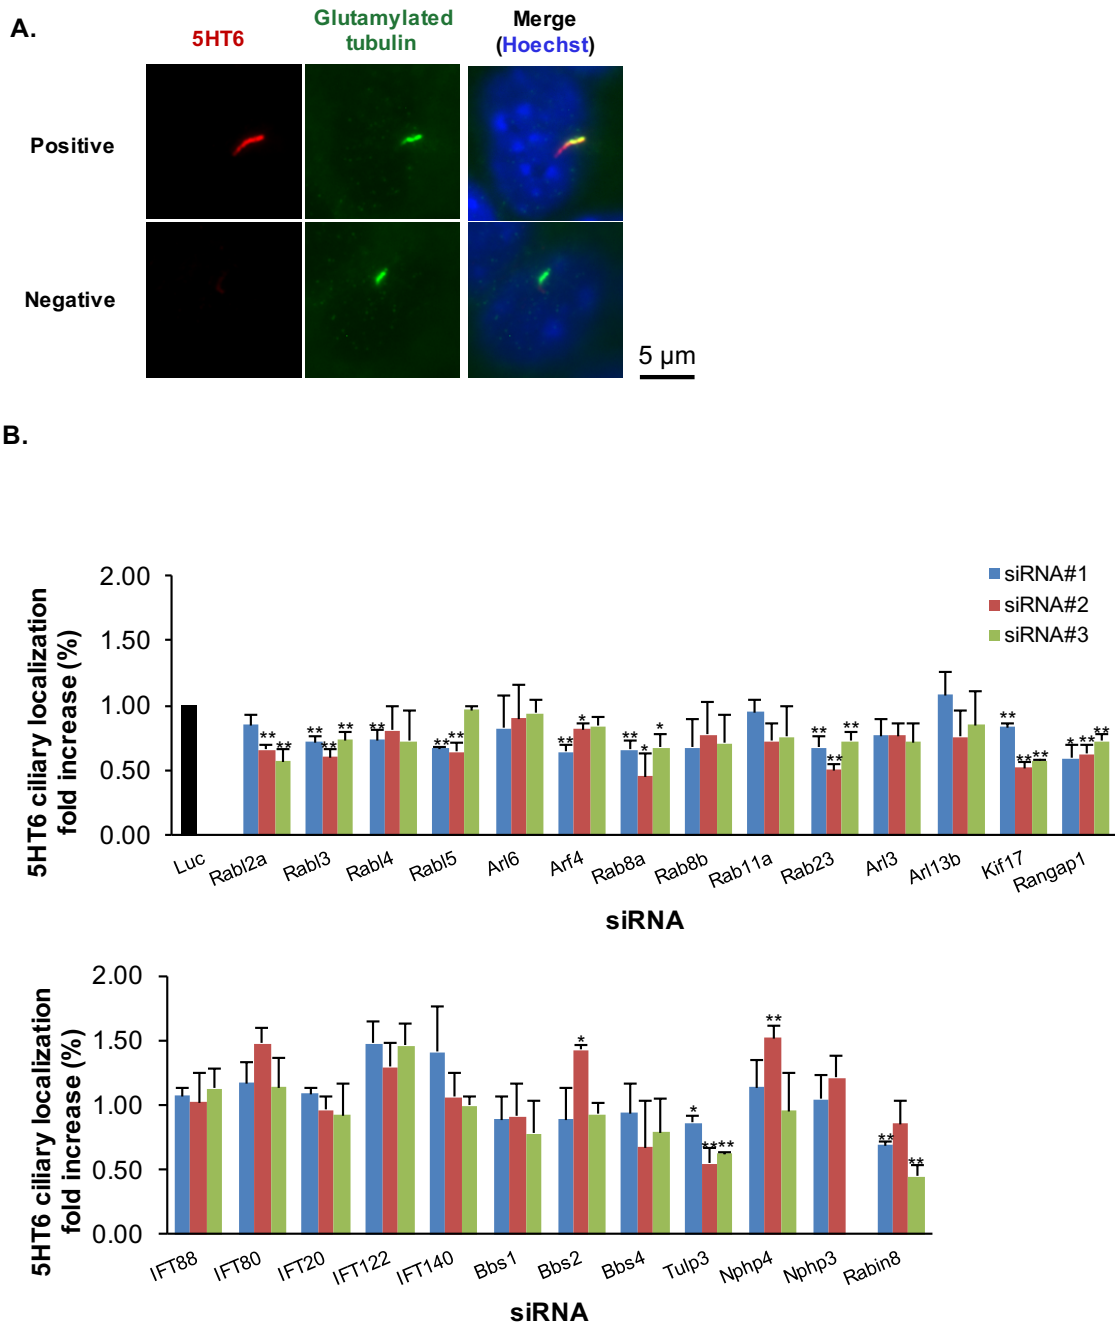 A.
5HT6
Glutamylated
tubulin
Merge
(Hoechst)
Positive
Negative
5 µm
B.
5HT6 ciliary localization
fold increase (%)
2.00
1.50
1.00
0.50
0.00
siRNA#1
siRNA#2
siRNA#3
** ** ** ** ** ** ** ** ** * ** * * ** ** ** ** ** ** * ** **
Luc Rabl2a Rabl3 Rabl4 Rabl5 Arl6 Arf4 Rab8a Rab8b Rab11a Rab23 Arl3 Arl13b Kif17 Rangap1
siRNA
5HT6 ciliary localization
fold increase (%)
2.00
1.50
1.00
0.50
0.00
* * ** ** ** ** **
IFT88 IFT80 IFT20 IFT122 IFT140 Bbs1 Bbs2 Bbs4 Tulp3 Nphp4 Nphp3 Rabin8
siRNA